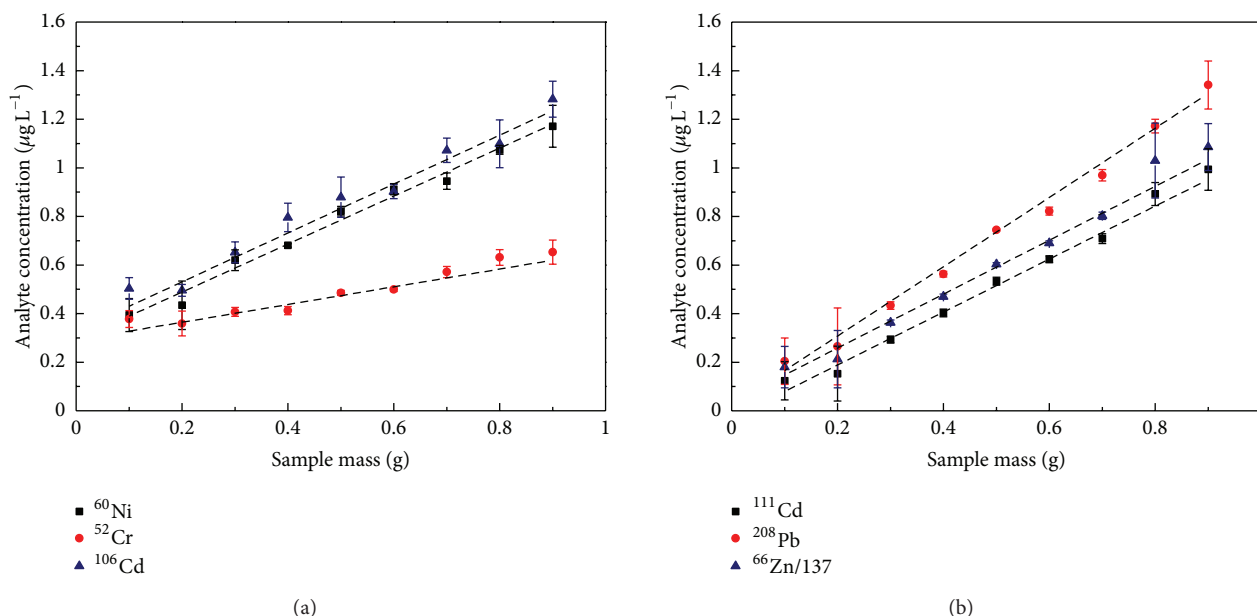 1.6
1.4
1.2
1
0.8
0.6
0.4
0.2
0
Analyte concentration (μg L⁻¹)
0 0.2 0.4 0.6 0.8 1
Sample mass (g)
⁶⁰Ni
⁵²Cr
¹⁰⁶Cd
(a)
1.6
1.4
1.2
1
0.8
0.6
0.4
0.2
0
Analyte concentration (μg L⁻¹)
0 0.2 0.4 0.6 0.8
Sample mass (g)
¹¹¹Cd
²⁰⁸Pb
⁶⁶Zn/137
(b)